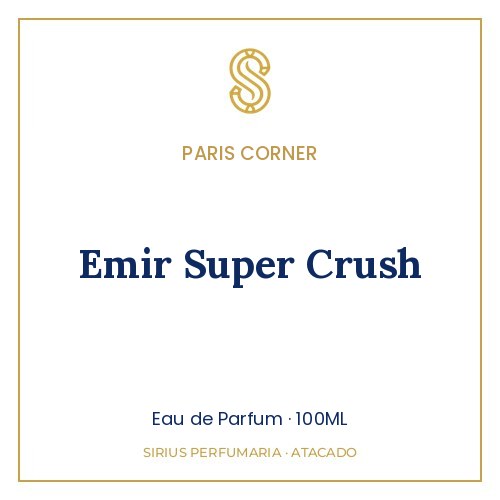 PARIS CORNER
Emir Super Crush
Eau de Parfum · 100ML
SIRIUS PERFUMARIA · ATACADO